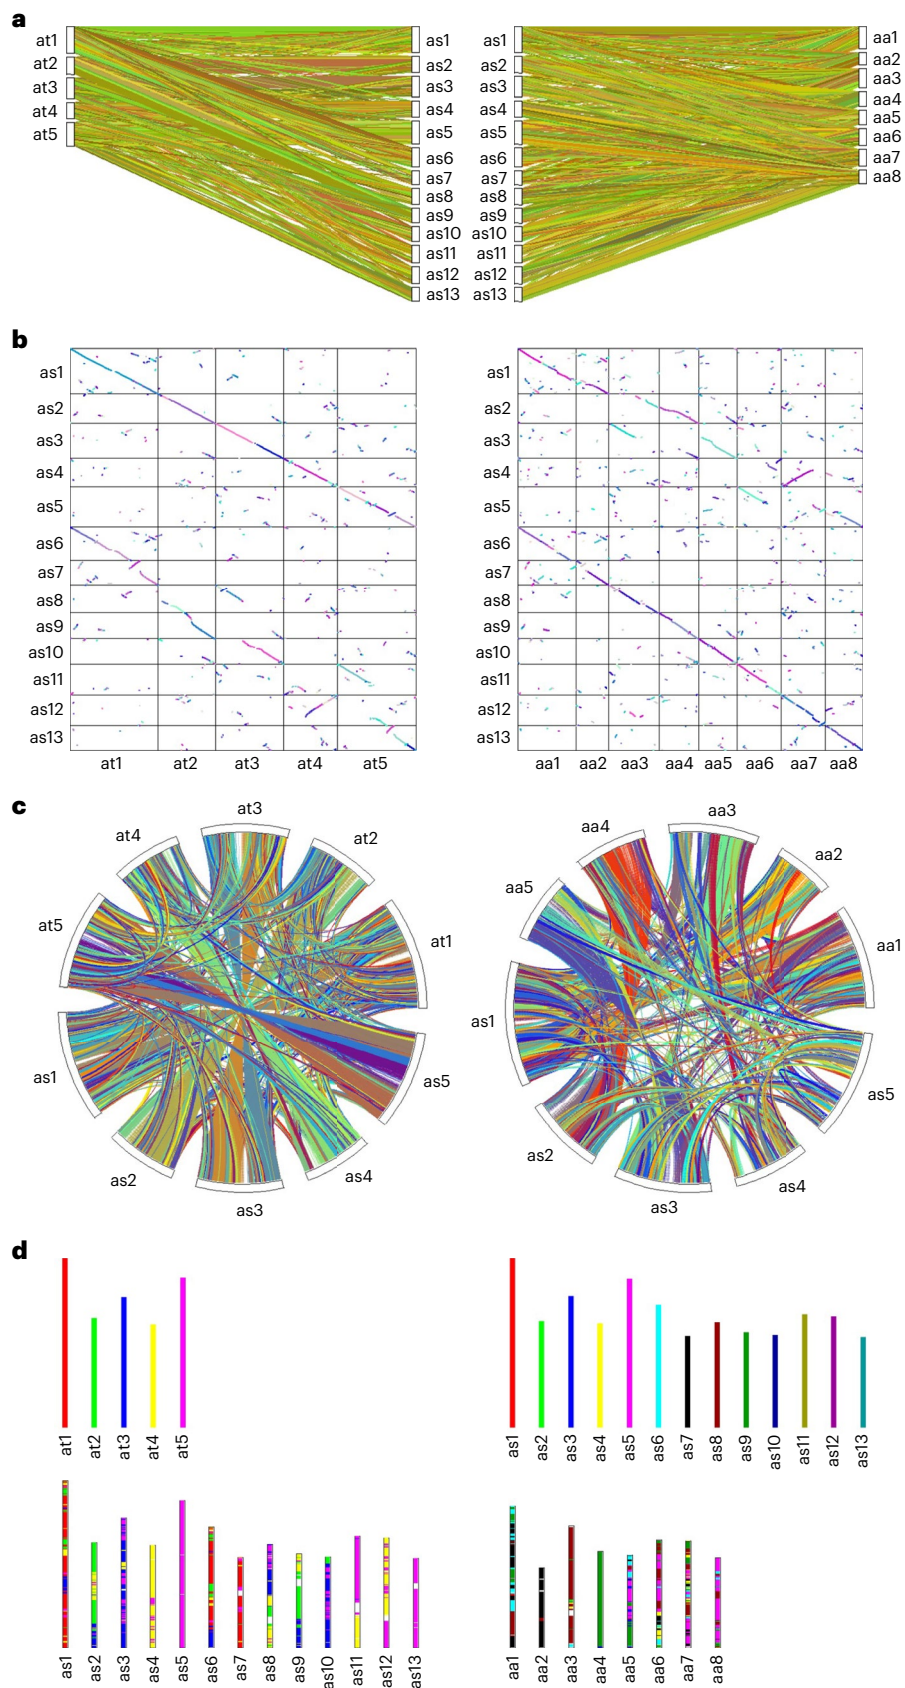 a
at1
at2
at3
at4
at5
as1
as2
as3
as4
as5
as6
as7
as8
as9
as10
as11
as12
as13
as1
as2
as3
as4
as5
as6
as7
as8
as9
as10
as11
as12
as13
aa1
aa2
aa3
aa4
aa5
aa6
aa7
aa8
b
as1
as2
as3
as4
as5
as6
as7
as8
as9
as10
as11
as12
as13
at1 at2 at3 at4 at5
as1
as2
as3
as4
as5
as6
as7
as8
as9
as10
as11
as12
as13
aa1 aa2 aa3 aa4 aa5 aa6 aa7 aa8
c
at3
at4
at2
at5
at1
as1
as5
as2
as4
as3
aa3
aa4
aa2
aa5
aa1
as1
as5
as2
as4
as3
d
at1 at2 at3 at4 at5
as1 as2 as3 as4 as5 as6 as7 as8 as9 as10 as11 as12 as13
as1 as2 as3 as4 as5 as6 as7 as8 as9 as10 as11 as12 as13
aa1 aa2 aa3 aa4 aa5 aa6 aa7 aa8